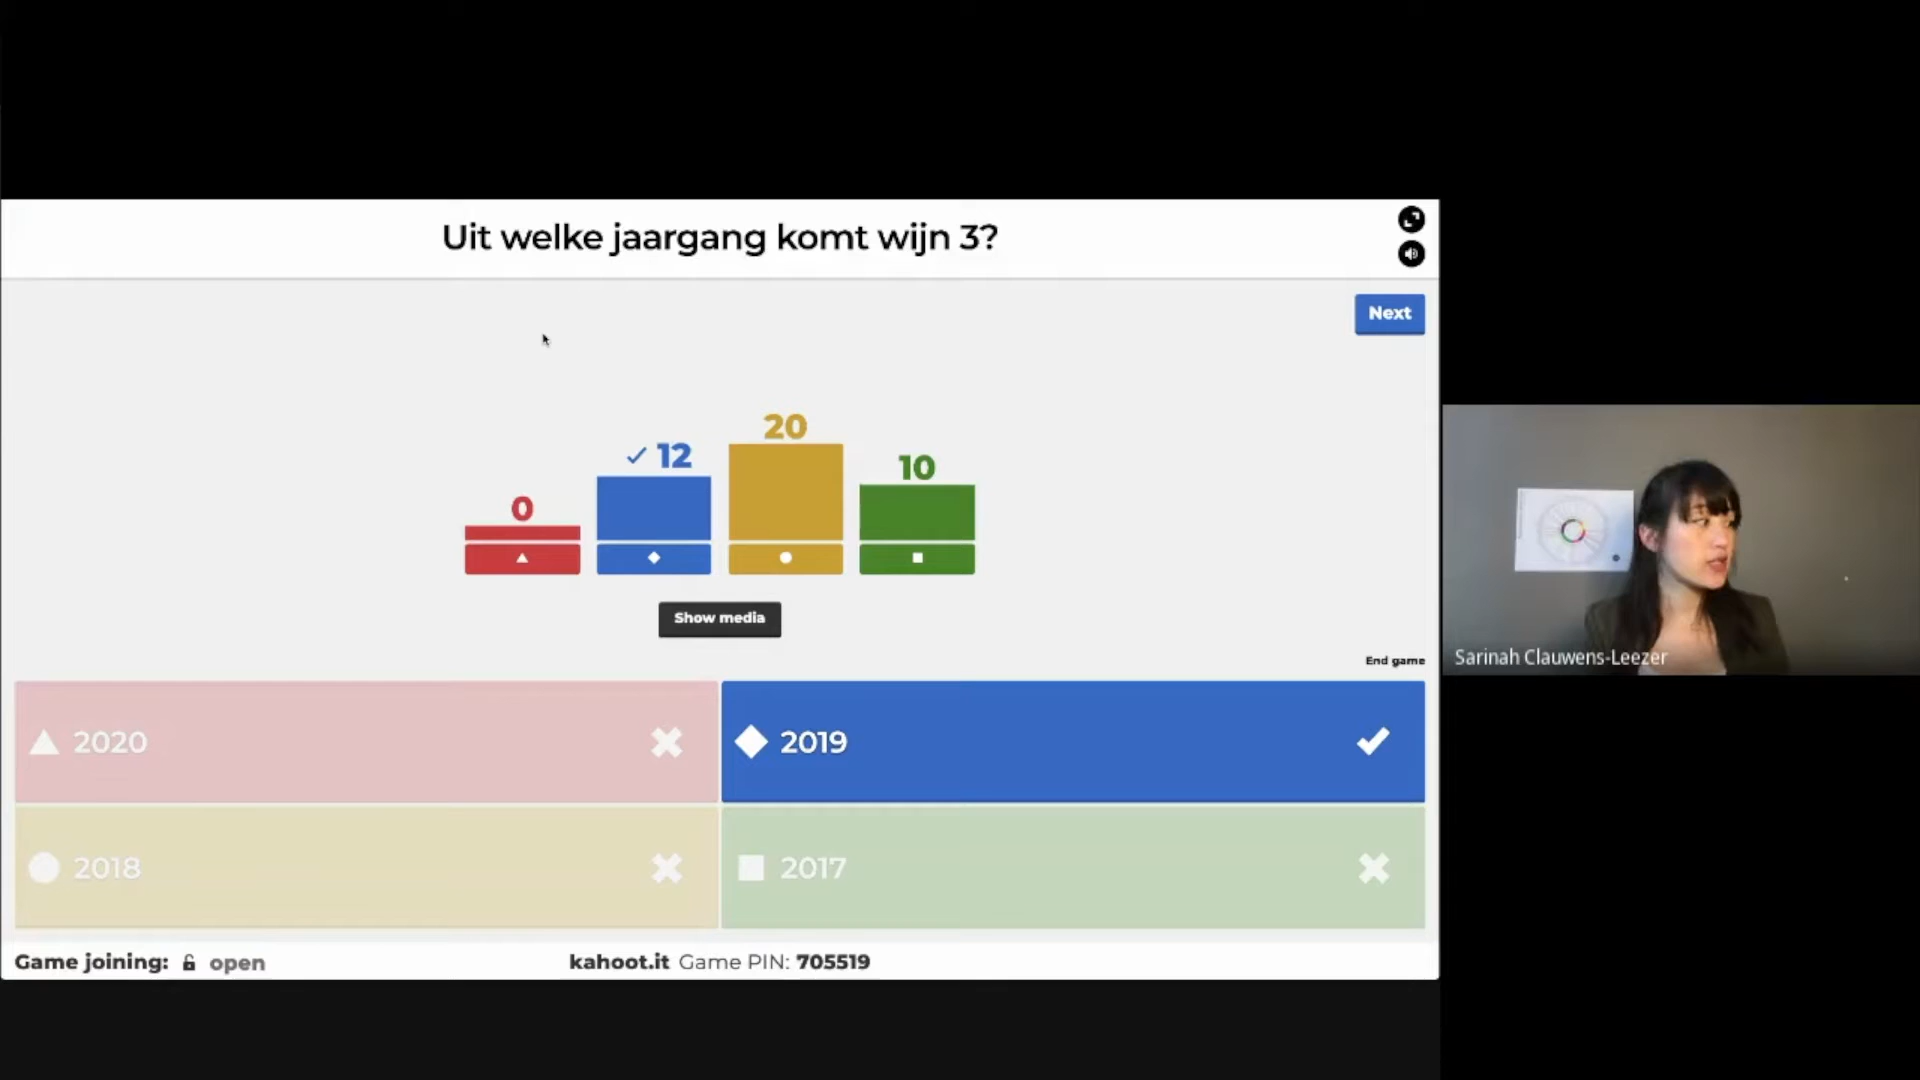 Uit welke jaargang komt wijn 3?
Next
0
12
20
10
Show media
End game
2020
2019
2018
2017
Game joining: open
kahoot.it Game PIN: 705519
Sarinah Clauwens-Leezer